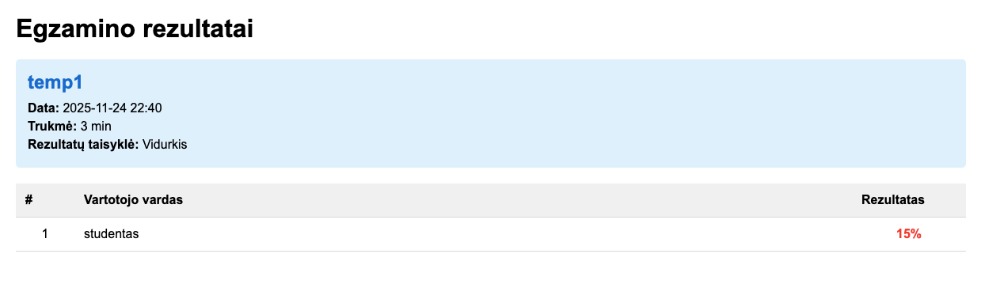 Egzamino rezultatai
temp1
Data: 2025-11-24 22:40
Trukmė: 3 min
Rezultatų taisyklė: Vidurkis
# Vartotojo vardas Rezultatas
1 studentas 15%